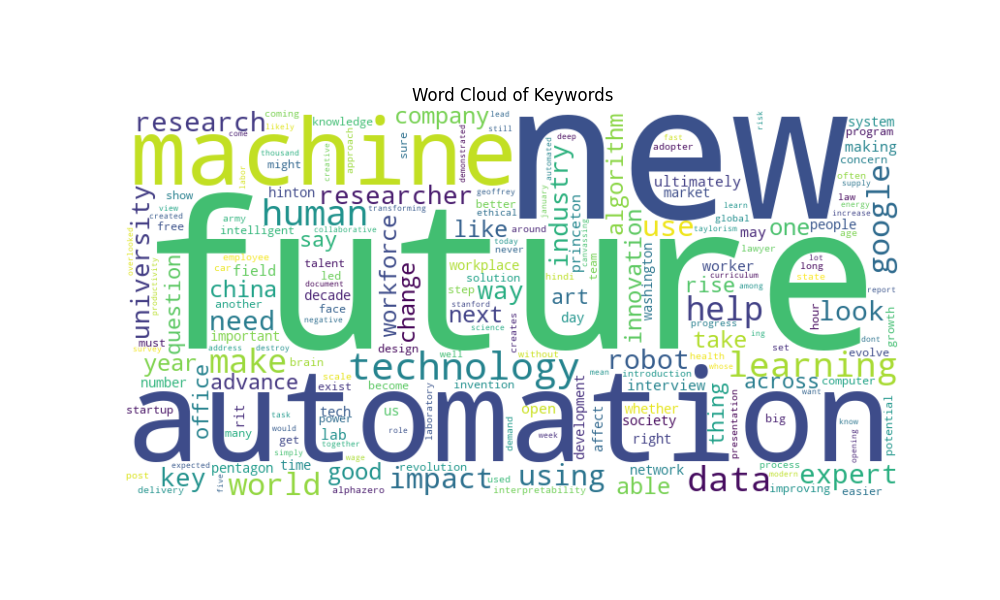 Word Cloud of Keywords
research
coming
likely
come
knowledge
approach
sure
company
lead
still
new
risk
system
program
making
concern
machine
thousand
might
labor
creative
demonstrated
deep
automated
fast
adopter
often
supply
law
energy
increase
google
university
show
view
created
free
army
intelligent
hinton
researcher
human
transforming
collaborative
say
geoffrey
better
ethical
like
around
today
never
january
industry
canvassing
princeton
team
algorithm
innovation
ultimately
market
global
learn
use
taylorism
may
one
people
age
lawyer
washington
future
overlooked
productivity
question
employee
car
field
china
another
need
important
address
destroy
talent
led
document
decade
face
negative
workforce
change
design
workplace
solution
step
way
stanford
next
science
creates
hindi
art
day
worker
curriculum
rise
among
progress
ing
take
lot
long
state
hour
set
help
look
report
growth
dont
evolve
must
survey
year
make
brain
technology
well
without
robot
mean
health
introduction
whose
learning
number
office
advance
scale
exist
become
invention
interview
across
computer
want
potential
startup
automation
rit
many
task
would
get
simply
tech
power
lab
together
wage
us
role
laboratory
open
demand
week
development
affect
whether
society
right
thing
presentation
big
know
opening
post
expected
key
delivery
pentagon
five
time
world
good
alphazero
revolution
impact
used
using
interpretability
network
able
data
process
modern
improving
expert
easier